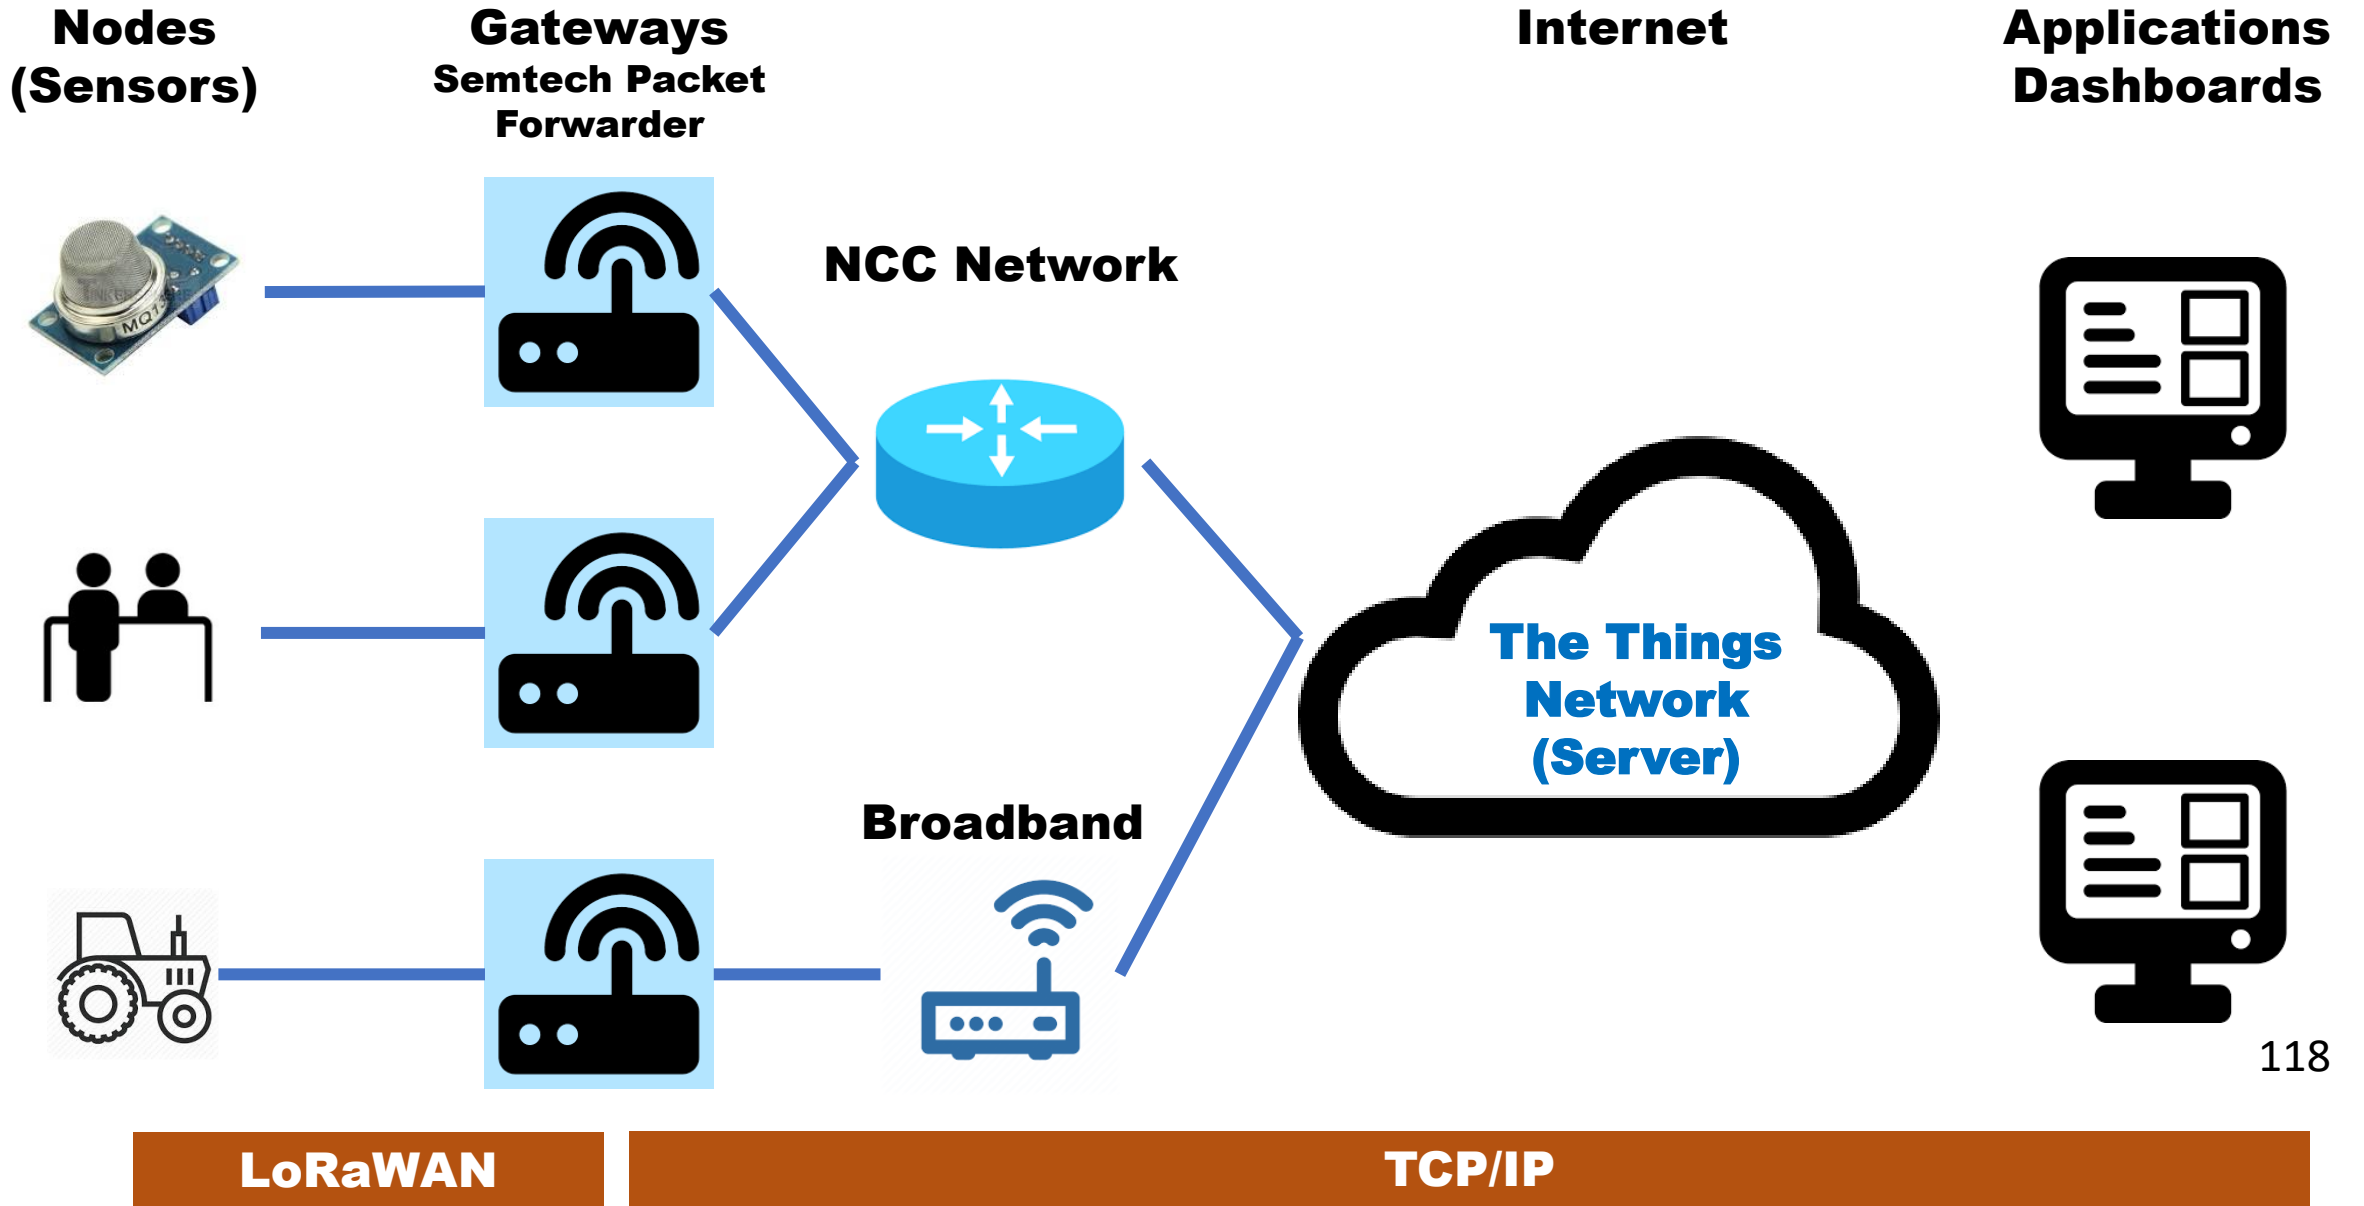 Nodes
(Sensors)
Gateways
Semtech Packet
Forwarder
Internet
Applications
Dashboards
NCC Network
MQ13
The Things
Network
(Server)
Broadband
118
LoRaWAN
TCP/IP